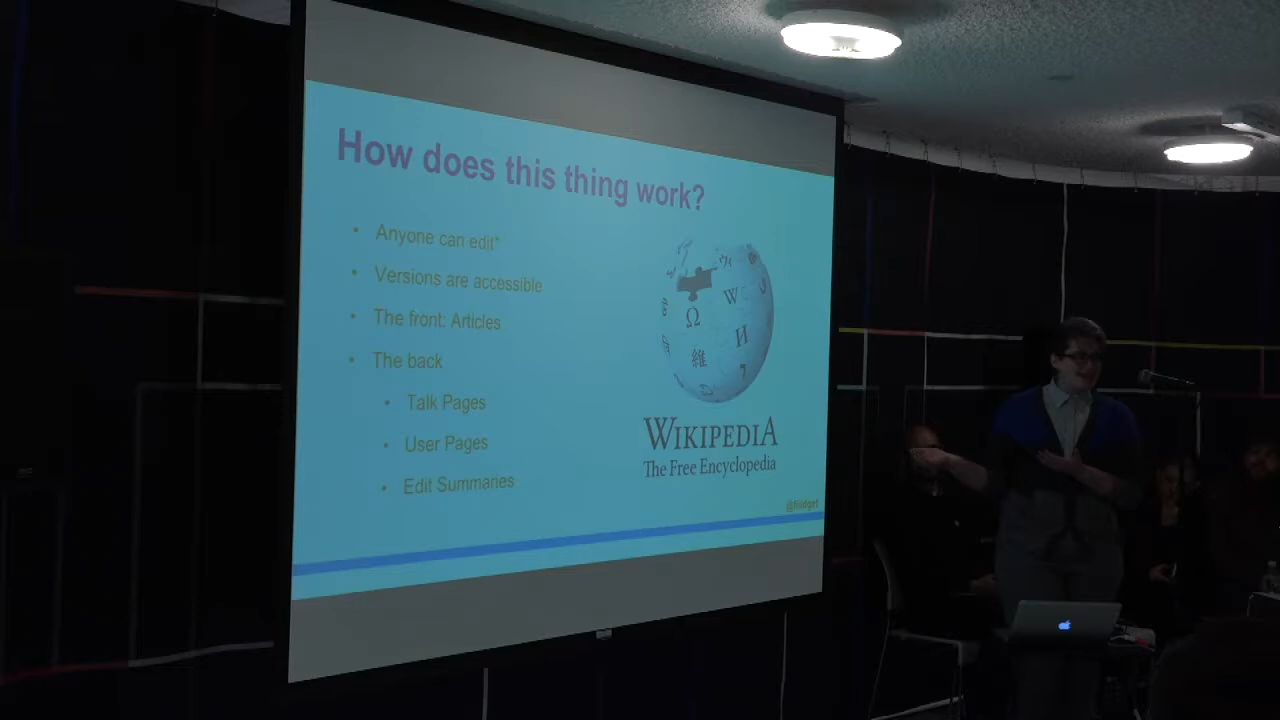 How does this thing work?
• Anyone can edit*
• Versions are accessible
• The front: Articles
• The back
• Talk Pages
• User Pages
• Edit Summaries
Ω
W
И
維
WIKIPEDIA
The Free Encyclopedia